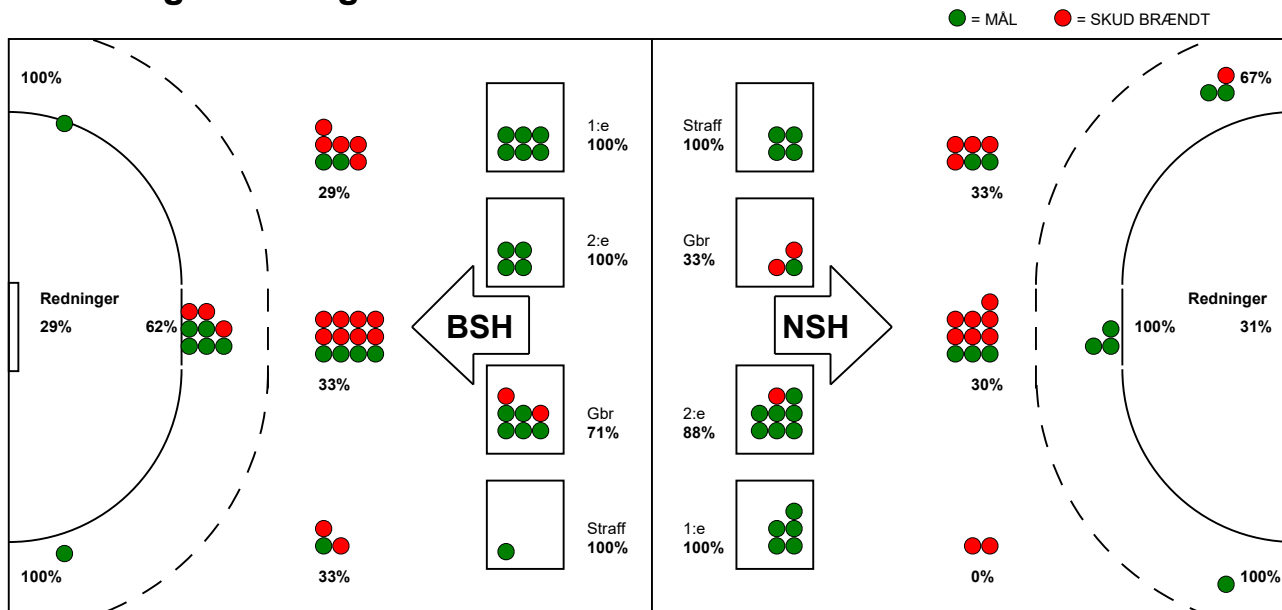 = MÅL
= SKUD BRÆNDT
100%
29%
1:e
100%
Straff
100%
33%
67%
2:e
100%
Gbr
33%
Redninger
29%
62%
33%
BSH
NSH
30%
100%
Redninger
31%
Gbr
71%
2:e
88%
Straff
100%
1:e
100%
100%
33%
0%
100%